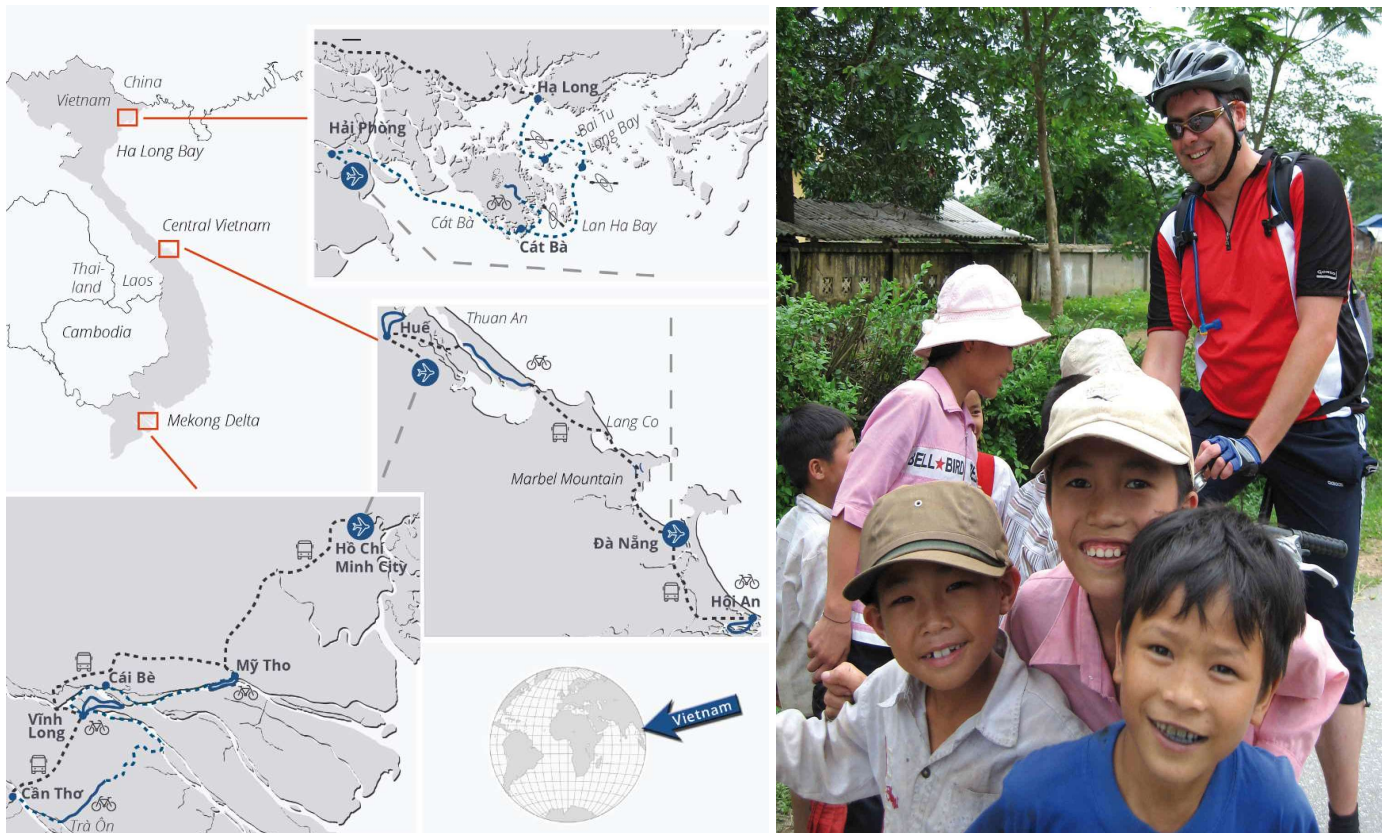 China
Vietnam
Ha Long Bay
Central Vietnam
Thai-
land
Laos
Cambodia
Mekong Delta
Hạ Long
Bai Tu
Long Bay
Hải Phòng
Cát Bà
Lan Ha Bay
Cát Bà
Huế
Thuan An
Lang Co
Marbel Mountain
Đà Nẵng
Hội An
Hồ Chí
Minh City
Mỹ Tho
Cái Bè
Vĩnh
Long
Cần Thơ
Trà Ôn
Vietnam
BELL★BIRD